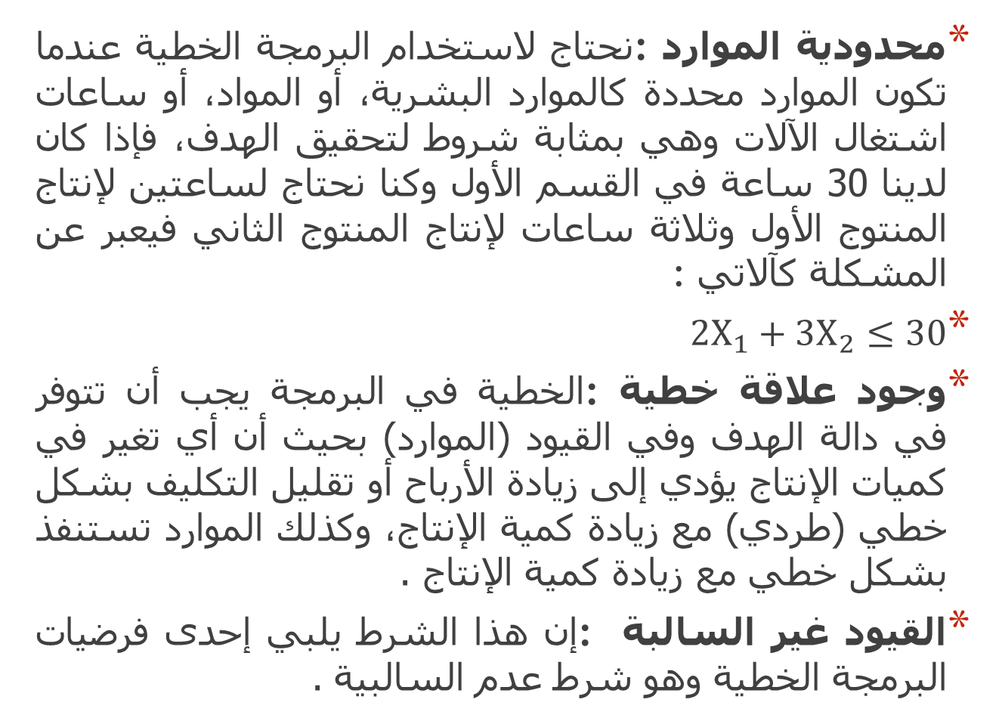 *محدودية الموارد :نحتاج لاستخدام البرمجة الخطية عندما
تكون الموارد محددة كالموارد البشرية، أو المواد، أو ساعات
اشتغال الآلات وهي بمثابة شروط لتحقيق الهدف، فإذا كان
لدينا 30 ساعة في القسم الأول وكنا نحتاج لساعتين لإنتاج
المنتوج الأول وثلاثة ساعات لإنتاج المنتوج الثاني فيعبر عن
المشكلة كآلاتي :
*2X₁ + 3X₂ ≤ 30
*وجود علاقة خطية :الخطية في البرمجة يجب أن تتوفر
في دالة الهدف وفي القيود (الموارد) بحيث أن أي تغير في
كميات الإنتاج يؤدي إلى زيادة الأرباح أو تقليل التكليف بشكل
خطي (طردي) مع زيادة كمية الإنتاج، وكذلك الموارد تستنفذ
بشكل خطي مع زيادة كمية الإنتاج .
*القيود غير السالبة :إن هذا الشرط يلبي إحدى فرضيات
البرمجة الخطية وهو شرط عدم السالبية .